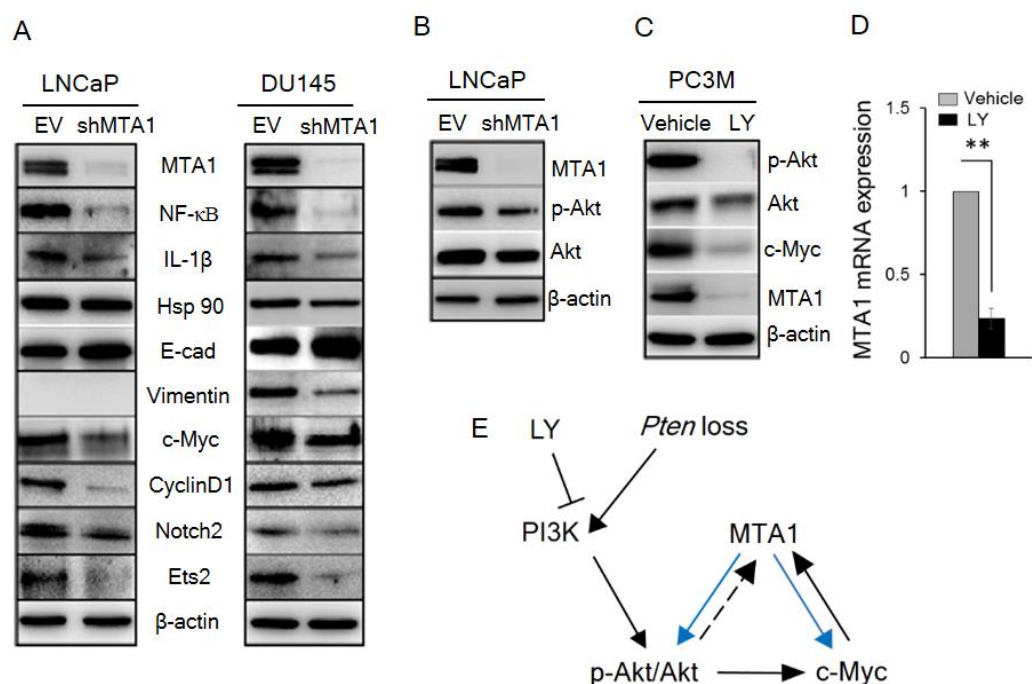 A
LNCaP
EV shMTA1
DU145
EV shMTA1
MTA1
NF-κB
IL-1β
Hsp 90
E-cad
Vimentin
c-Myc
CyclinD1
Notch2
Ets2
β-actin
B
LNCaP
EV shMTA1
MTA1
p-Akt
Akt
β-actin
C
PC3M
Vehicle LY
p-Akt
Akt
c-Myc
MTA1
β-actin
D
Vehicle
LY
**
MTA1 mRNA expression
1.5
1
0.5
0
E
LY
Pten loss
PI3K
MTA1
p-Akt/Akt
c-Myc